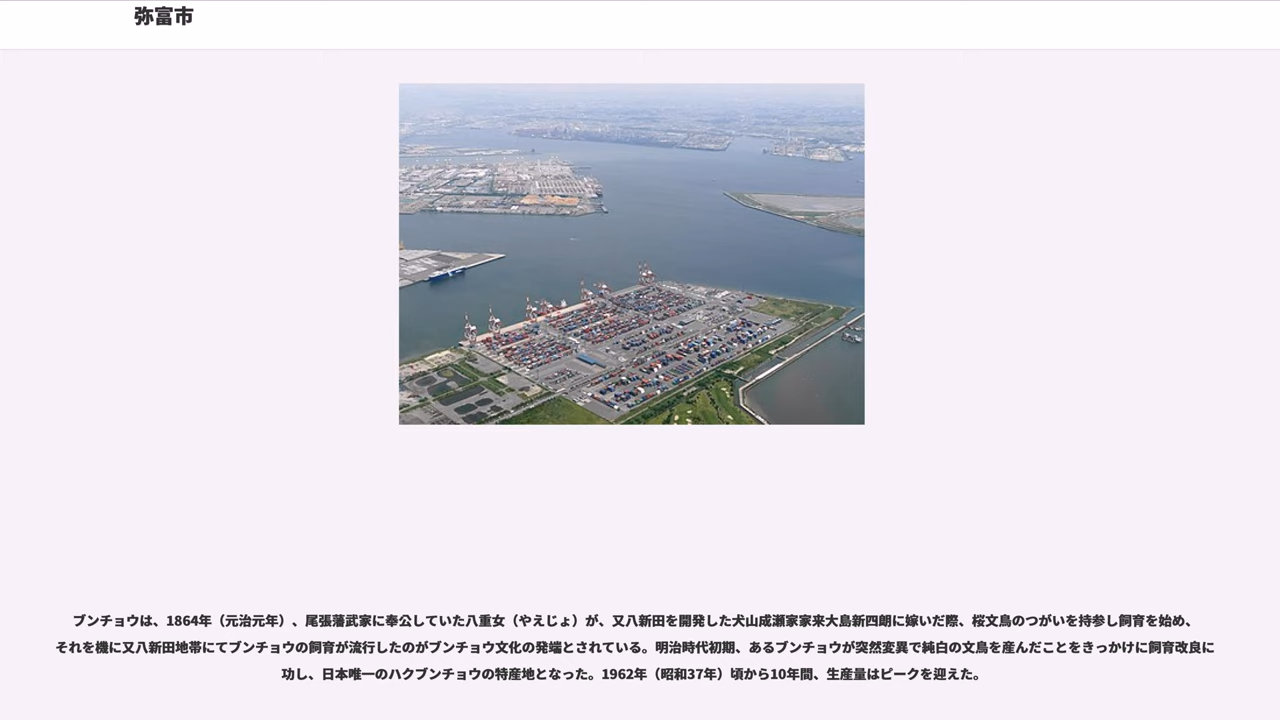 弥富市
ブンチョウは、1864年（元治元年）、尾張藩武家に奉公していた八重女（やえじょ）が、又八新田を開発した犬山成瀬家家来大島新四朗に嫁いだ際、桜文鳥のつがいを持参し飼育を始め、
それを機に又八新田地帯にてブンチョウの飼育が流行したのがブンチョウ文化の発端とされている。明治時代初期、あるブンチョウが突然変異で純白の文鳥を産んだことをきっかけに飼育改良に
功し、日本唯一のハクブンチョウの特産地となった。1962年（昭和37年）頃から10年間、生産量はピークを迎えた。